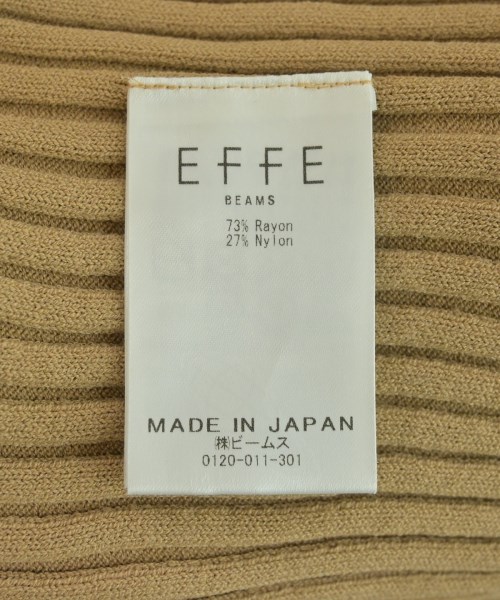 EFFE
BEAMS
73% Rayon
27% Nylon
MADE IN JAPAN
㈱ビームス
0120-011-301